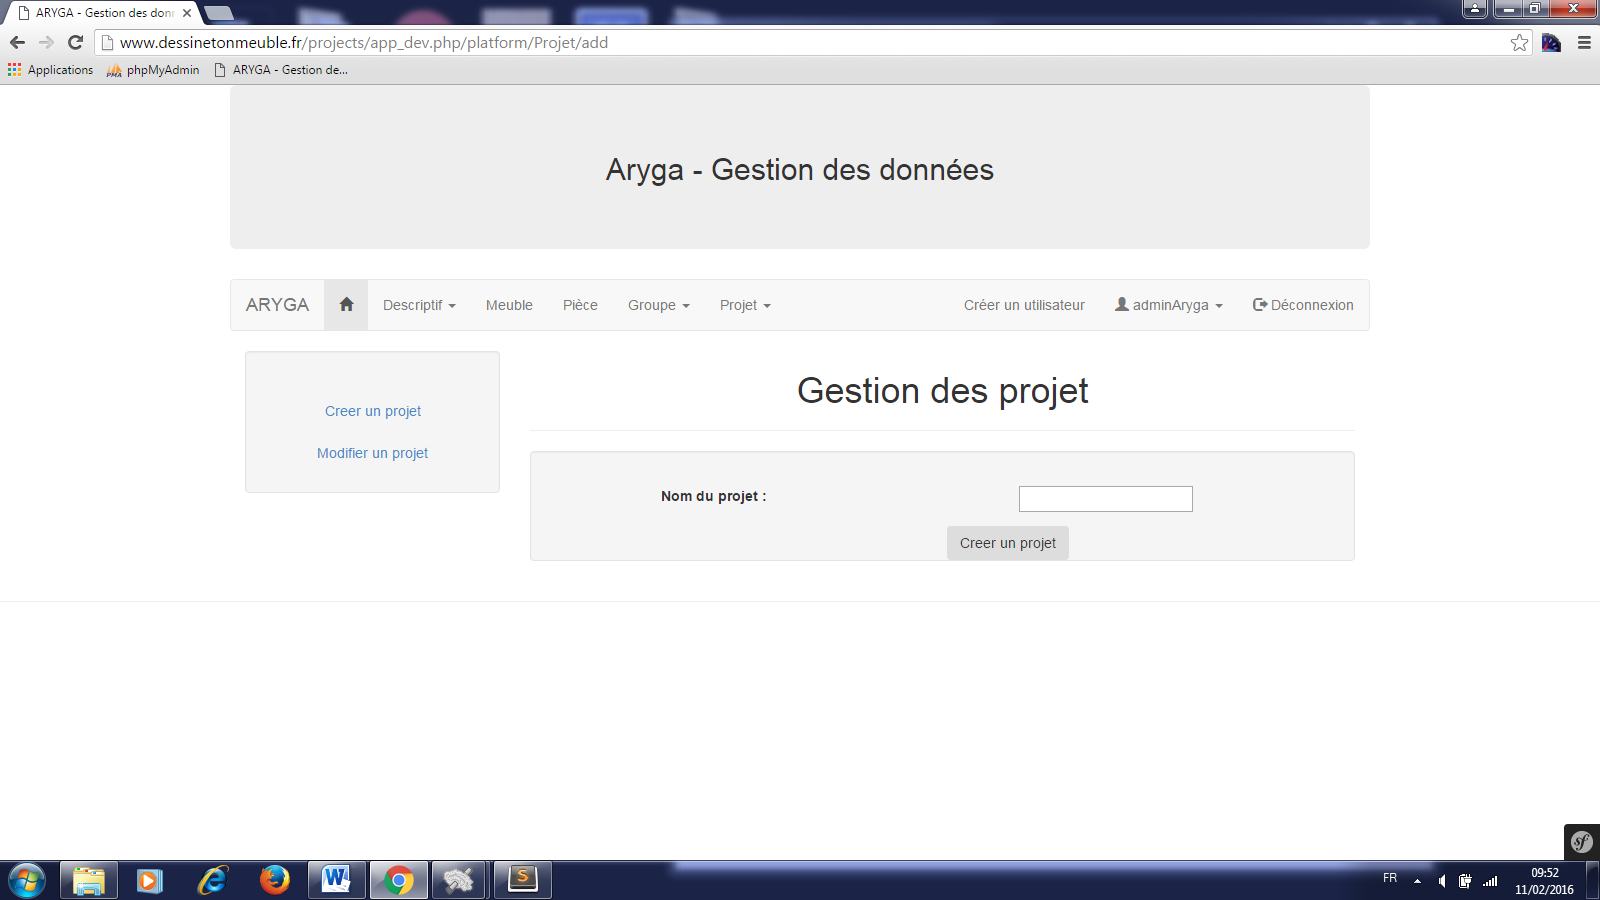 ARYGA - Gestion des don
www.dessinetonmeuble.fr/projects/app_dev.php/platform/Projet/add
Applications phpMyAdmin ARYGA - Gestion de...
Aryga - Gestion des données
ARYGA Descriptif Meuble Pièce Groupe Projet Créer un utilisateur adminAryga Déconnexion
Creer un projet
Modifier un projet
Gestion des projet
Nom du projet :
Creer un projet
sf
FR
09:52
11/02/2016